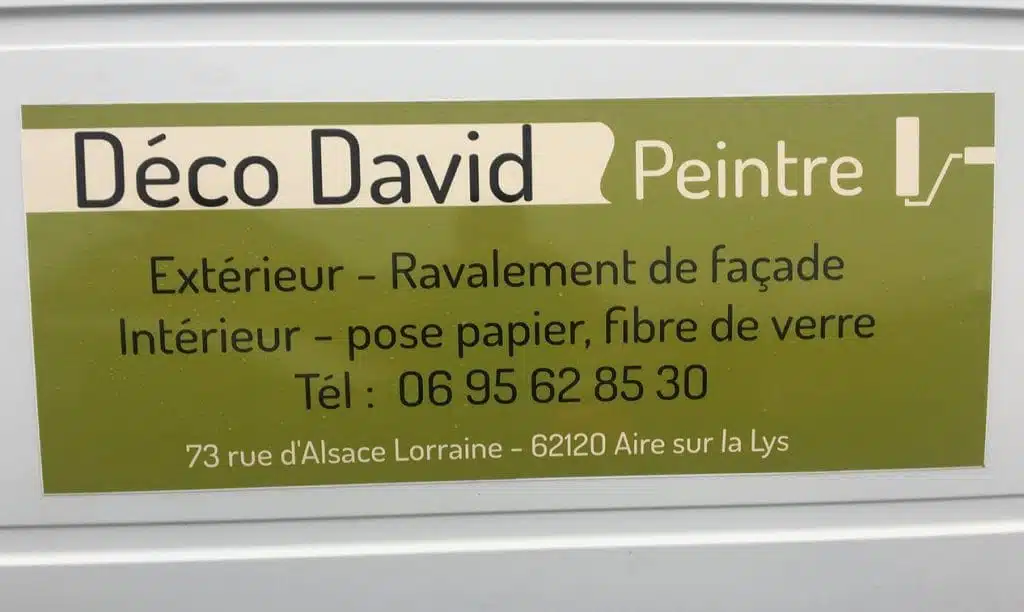 Déco David Peintre
Extérieur - Ravalement de façade
Intérieur - pose papier, fibre de verre
Tél : 06 95 62 85 30
73 rue d'Alsace Lorraine - 62120 Aire sur la Lys